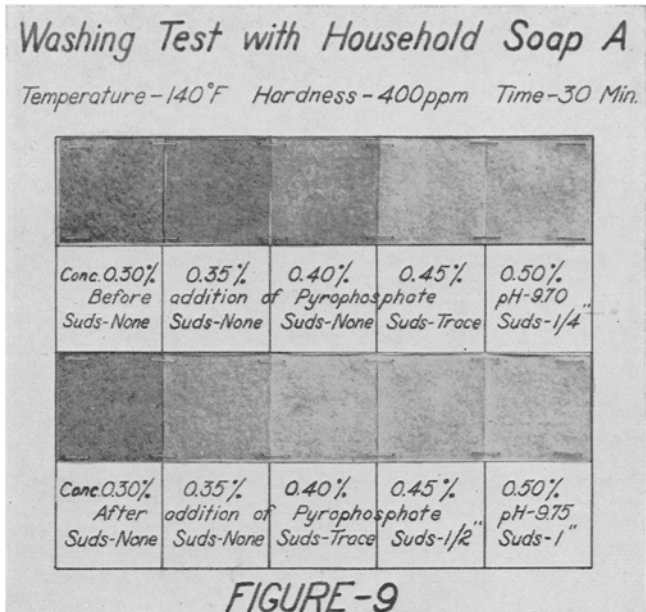 Washing Test with Household Soap A
Temperature-140°F Hardness-400ppm Time-30 Min.
Conc. 0.30% 0.35% 0.40% 0.45% 0.50%
Before addition of Pyrophosphate pH-9.70
Suds-None Suds-None Suds-None Suds-Trace Suds-1/4"
Conc. 0.30% 0.35% 0.40% 0.45% 0.50%
After addition of Pyrophosphate pH-9.75
Suds-None Suds-None Suds-Trace Suds-1/2" Suds-1"
FIGURE-9